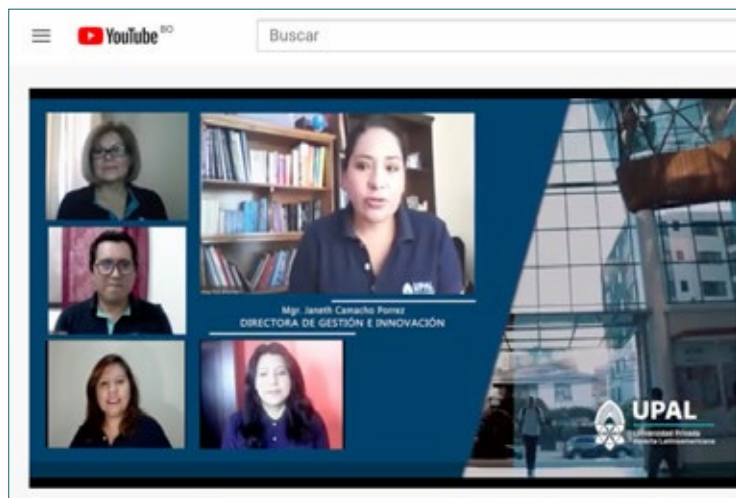 YouTube BO
Buscar
UPAL
Mgr. Janeth Camacho Porrez
DIRECTORA DE GESTIÓN E INNOVACIÓN
UPAL
Universidad Privada
Abierta Latinoamericana